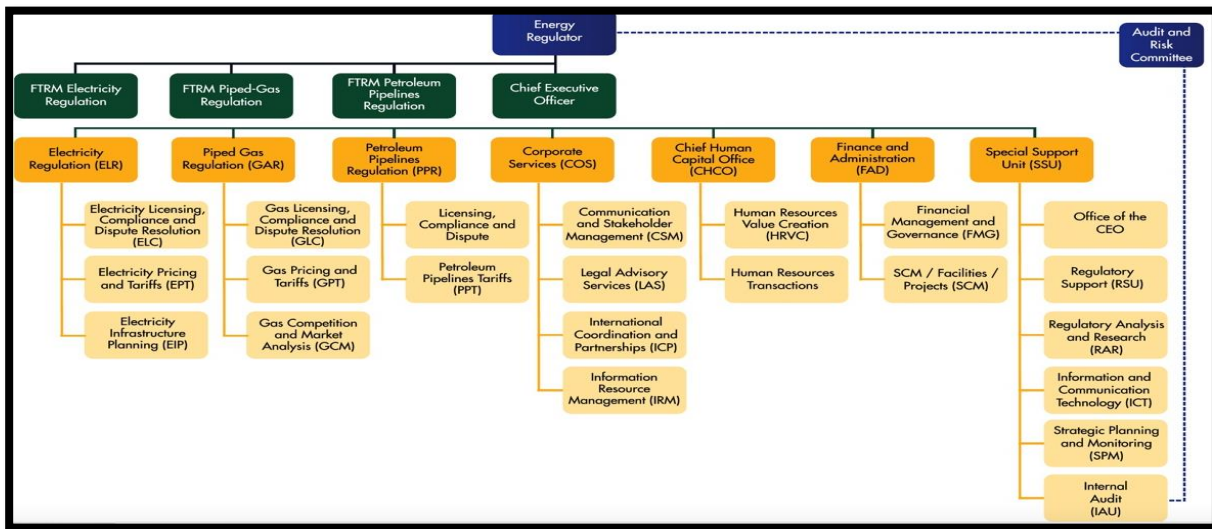 Energy
Regulator
Audit and
Risk
Committee
FTRM Electricity
Regulation
FTRM Piped-Gas
Regulation
FTRM Petroleum
Pipelines
Regulation
Chief Executive
Officer
Electricity
Regulation (ELR)
Piped Gas
Regulation (GAR)
Petroleum
Pipelines
Regulation (PPR)
Corporate
Services (COS)
Chief Human
Capital Office
(CHCO)
Finance and
Administration
(FAD)
Special Support
Unit (SSU)
Electricity Licensing,
Compliance and
Dispute Resolution
(ELC)
Electricity Pricing
and Tariffs (EPT)
Electricity
Infrastructure
Planning (EIP)
Gas Licensing,
Compliance and
Dispute Resolution
(GLC)
Gas Pricing and
Tariffs (GPT)
Gas Competition
and Market
Analysis (GCM)
Licensing,
Compliance and
Dispute
Petroleum
Pipelines Tariffs
(PPT)
Communication
and Stakeholder
Management (CSM)
Legal Advisory
Services (LAS)
International
Coordination and
Partnerships (ICP)
Information
Resource
Management (IRM)
Human Resources
Value Creation
(HRVC)
Human Resources
Transactions
Financial
Management and
Governance (FMG)
SCM / Facilities /
Projects (SCM)
Office of the
CEO
Regulatory
Support (RSU)
Regulatory Analysis
and Research
(RAR)
Information and
Communication
Technology (ICT)
Strategic Planning
and Monitoring
(SPM)
Internal
Audit
(IAU)